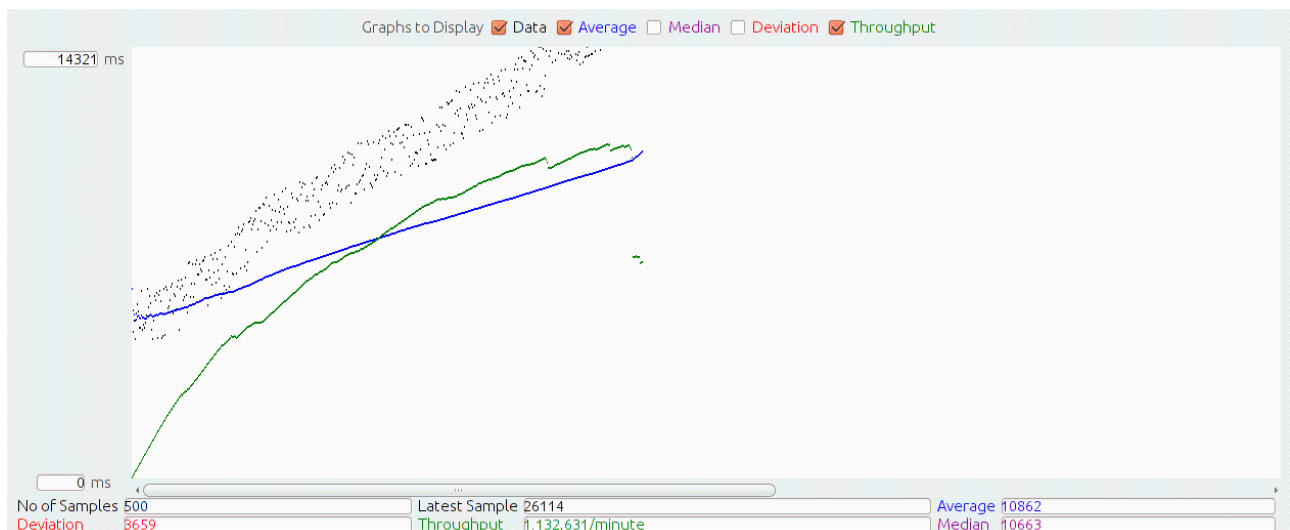 Graphs to Display Data Average Median Deviation Throughput
14321 ms
0 ms
No of Samples 500 Latest Sample 26114 Average 10862
Deviation 3659 Throughput 1.132,631/minute Median 10663